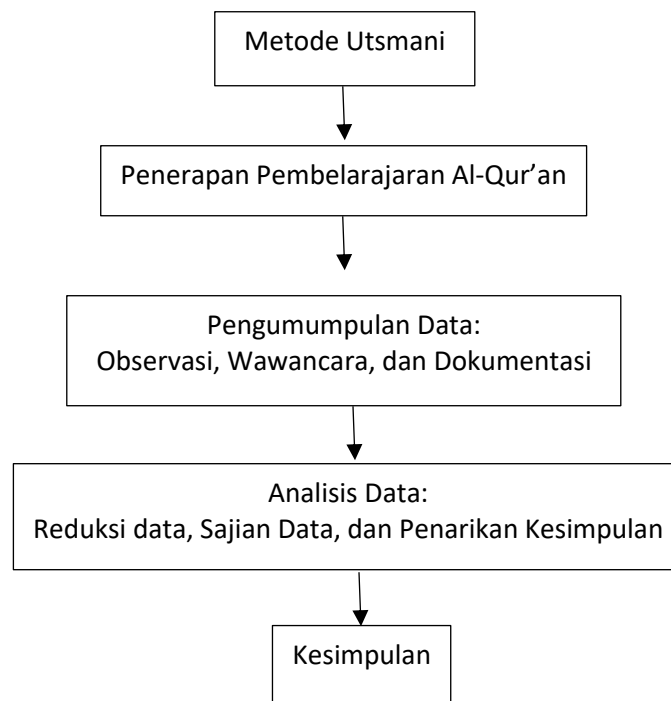 Metode Utsmani
Penerapan Pembelarajaran Al-Qur’an
Pengumumpulan Data:
Observasi, Wawancara, dan Dokumentasi
Analisis Data:
Reduksi data, Sajian Data, dan Penarikan Kesimpulan
Kesimpulan